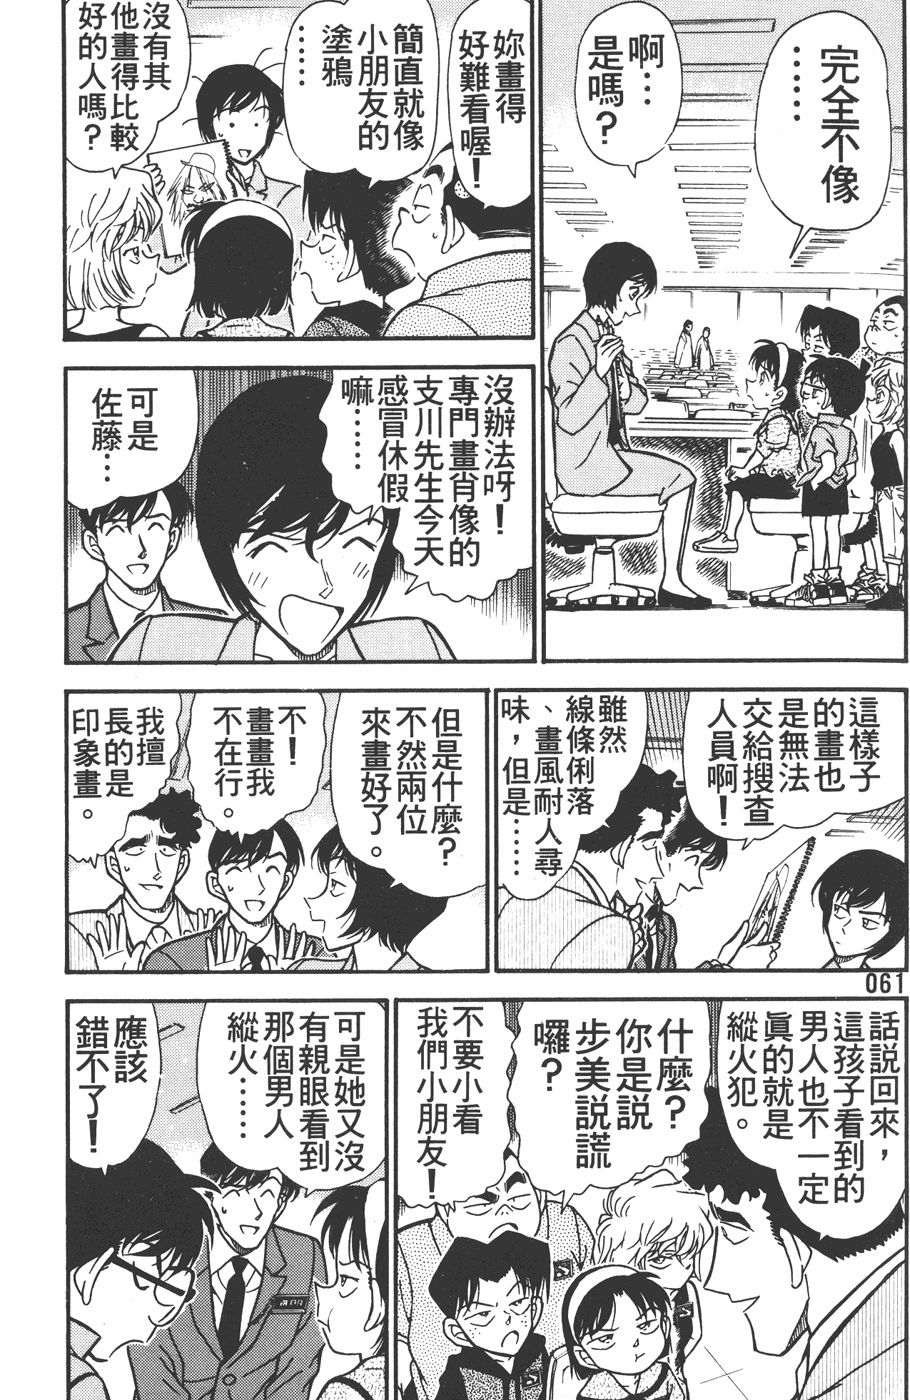 完全不像
……
啊…
是嗎？
妳畫得
好難看喔！
簡直就像
小朋友的
塗鴉
……
沒有其
他畫得比較
好的人嗎？
沒辦法呀！
專門畫肖像的
支川先生今天
感冒休假
嘛……
可是
佐藤…
這樣子
的畫也
是無法
交給搜查
人員啊！
雖然
線條俐落
、畫風耐人尋
味，但是……
但是什麼？
不然兩位
來畫好了。
不！
畫畫我
不在行。
我擅
長的是
印象畫。
061
話說回來，
這孩子看到的
男人也不一定
真的就是
縱火犯。
什麼？
你是說
步美說謊
囉？
不要小看
我們小朋友！
可是她又沒
有親眼看到
那個男人
縱火……
應該
錯不了！